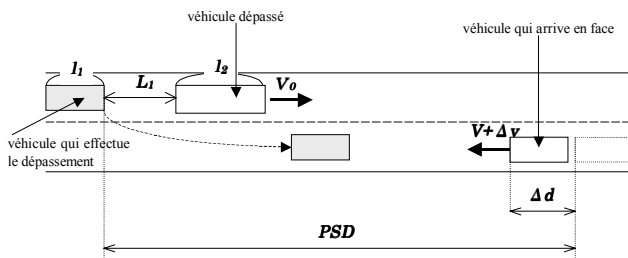 véhicule dépassé
véhicule qui arrive en face
l1
L1
l2
V0
V+Δv
véhicule qui effectue
le dépassement
Δd
PSD